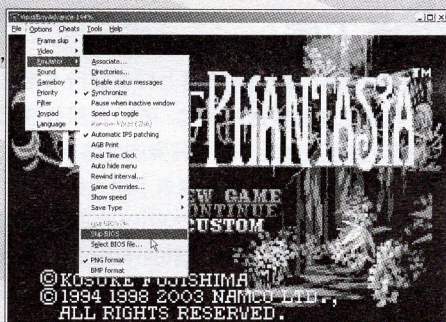 VisualBoyAdvance-144%
File Options Cheats Tools Help
Frame skip
Video
Emulator
Sound
Gameboy
Priority
Filter
Joypad
Language
Associate...
Directories...
Disable status messages
✓ Synchronize
Pause when inactive window
Speed up toggle
✓ Automatic IPS patching
AGB Print
Real Time Clock
Auto hide menu
Rewind interval...
Game Overrides...
Show speed
Save Type
Use BIOS file
Skip BIOS
Select BIOS file...
✓ PNG format
BMP format
PHANTASIA TM
NEW GAME
CONTINUE
CUSTOM
©KOSUKE FUJISHIMA
©1994 1998 2003 NAMCO LTD.,
ALL RIGHTS RESERVED.